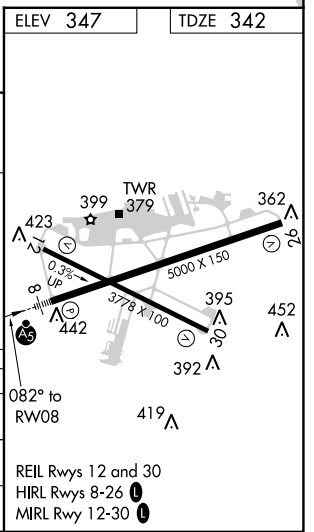 ELEV 347
TDZE 342
TWR
399 379
362
423
12
26
0.3%
UP
5000 X 150
8
3778 X 100
395
V
V
V
P
442
452
A5
30
392
082° to
RW08
419
REIL Rwys 12 and 30
HIRL Rwys 8-26 L
MIRL Rwy 12-30 L